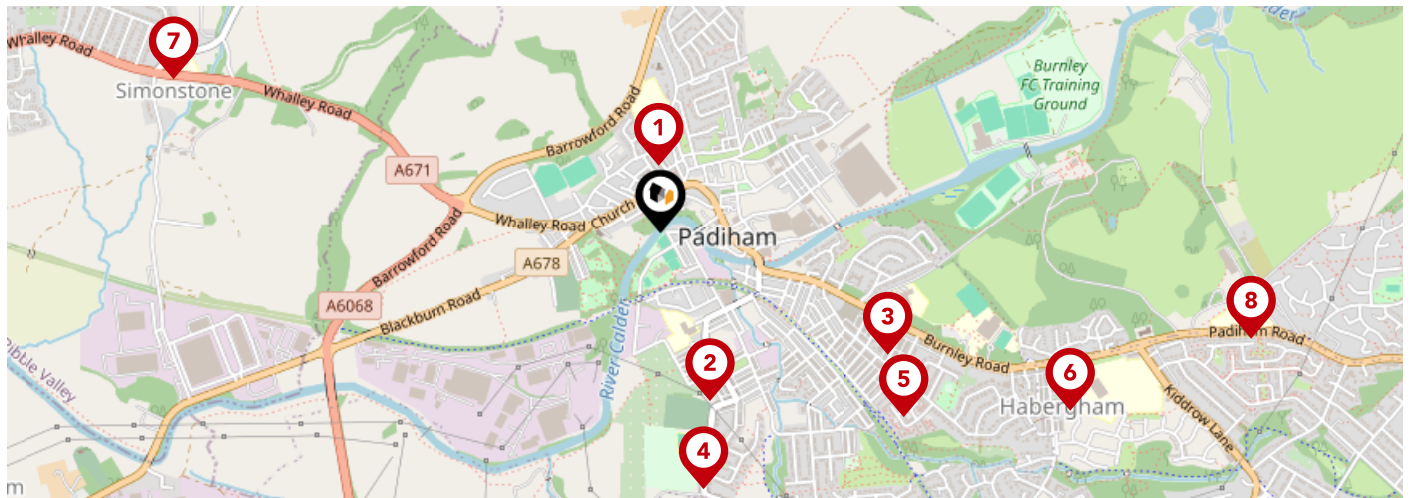 Whalley Road
7
Simonstone
Whalley Road
A671
Barrowford Road
1
Burnley
FC Training
Ground
Whalley Road
Church
Padiham
A678
Barrowford Road
A6068
Blackburn Road
River Calder
Ribble Valley
3
Burnley Road
8
Padiham Road
2
5
6
Habergham
Kiddrow Lane
4
m
Calder